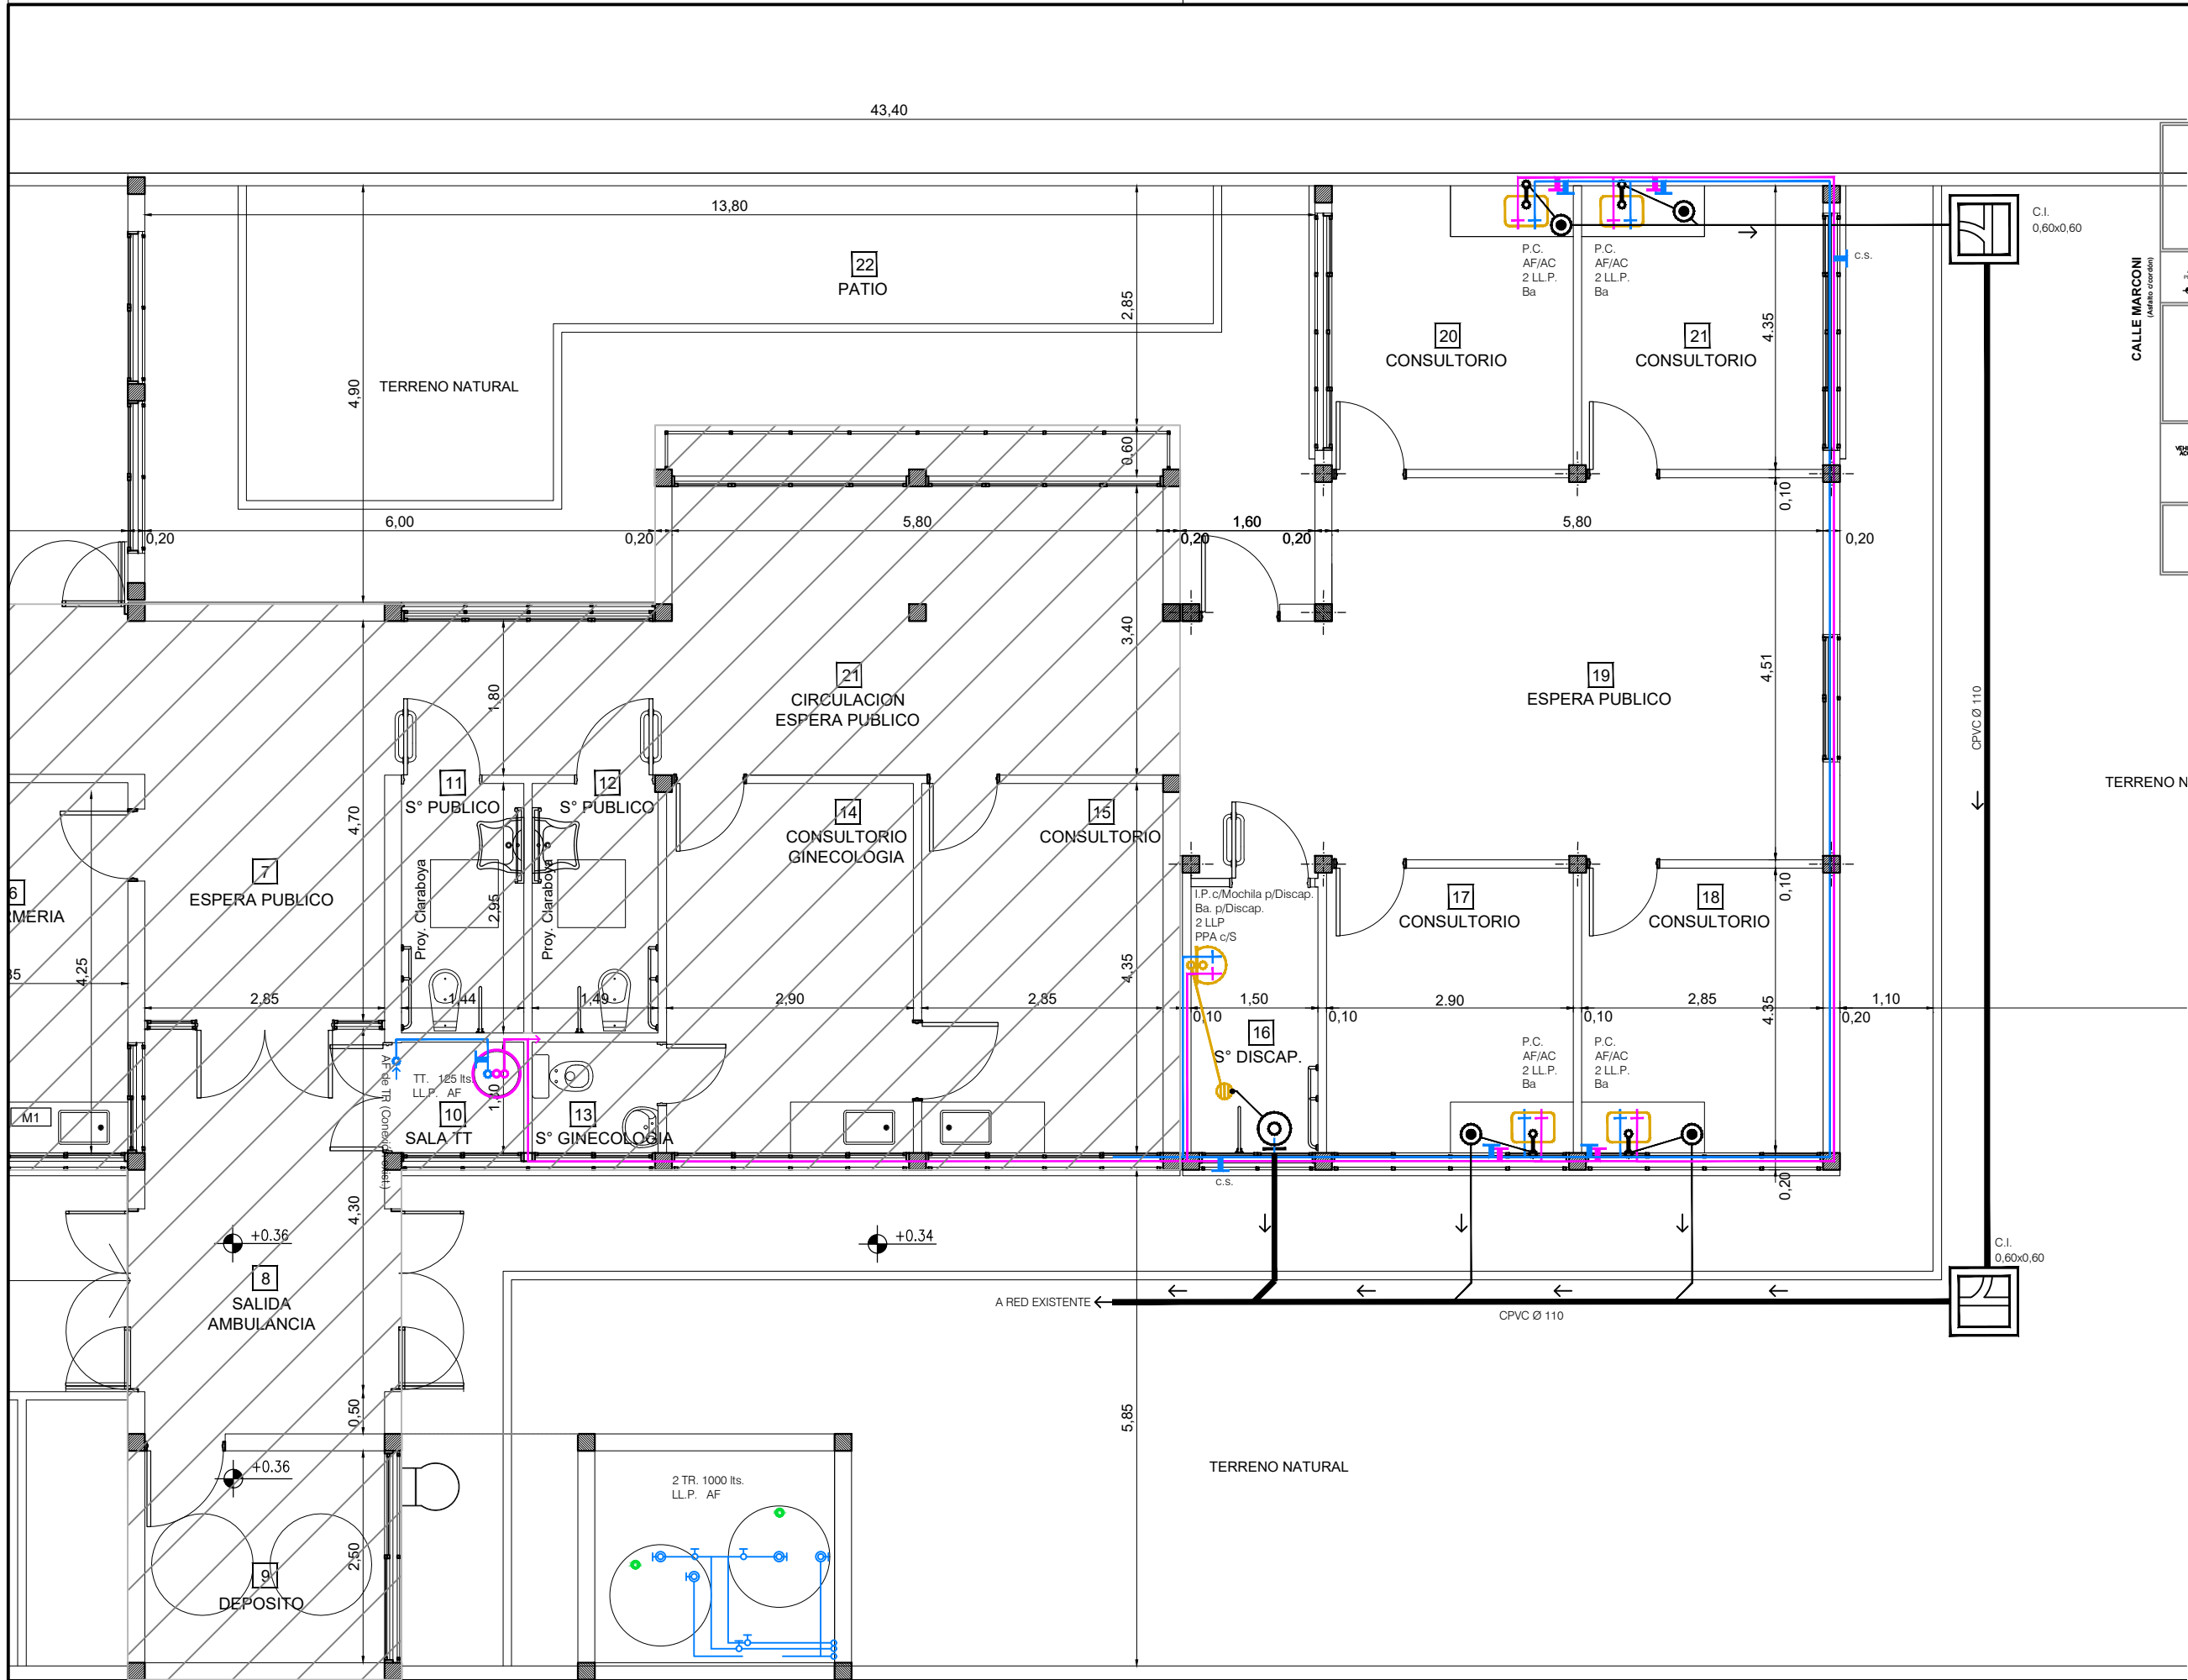 43,40
13,80
22
PATIO
TERRENO NATURAL
4,90
2,85
0,60
P.C.
AF/AC
2 LL.P.
Ba
P.C.
AF/AC
2 LL.P.
Ba
C.I.
0,60x0,60
c.s.
CALLE MARCONI
(Asfalto c/cordón)
20
CONSULTORIO
21
CONSULTORIO
4.35
0,10
0,20
6,00
0,20
5,80
0,20
1,60
0,20
5,80
0,20
1,80
3,40
21
CIRCULACION
ESPERA PUBLICO
19
ESPERA PUBLICO
4,51
CPVC Ø 110
TERRENO N
11
S° PUBLICO
12
S° PUBLICO
14
CONSULTORIO
GINECOLOGIA
15
CONSULTORIO
4,70
7
ESPERA PUBLICO
6
RMERIA
Proy. Claraboya
2,95
Proy. Claraboya
I.P. c/Mochila p/Discap.
Ba. p/Discap.
2 LLP
PPA c/S
17
CONSULTORIO
18
CONSULTORIO
0,10
35
4,25
4,35
2,85
1,44
1,49
2,90
2,85
0,10
1,50
0,10
2.90
0,10
2,85
4.35
0,20
1,10
16
S° DISCAP.
P.C.
AF/AC
2 LL.P.
Ba
P.C.
AF/AC
2 LL.P.
Ba
AF de TR (Conexión Exist.)
TT. 125 lts.
LL.P. AF
M1
10
SALA TT
13
S° GINECOLOGIA
c.s.
0,20
4,30
+0.36
+0.34
8
SALIDA
AMBULANCIA
C.I.
0,60x0,60
A RED EXISTENTE
CPVC Ø 110
0,50
5,85
+0.36
2 TR. 1000 lts.
LL.P. AF
TERRENO NATURAL
2,50
9
DEPOSITO